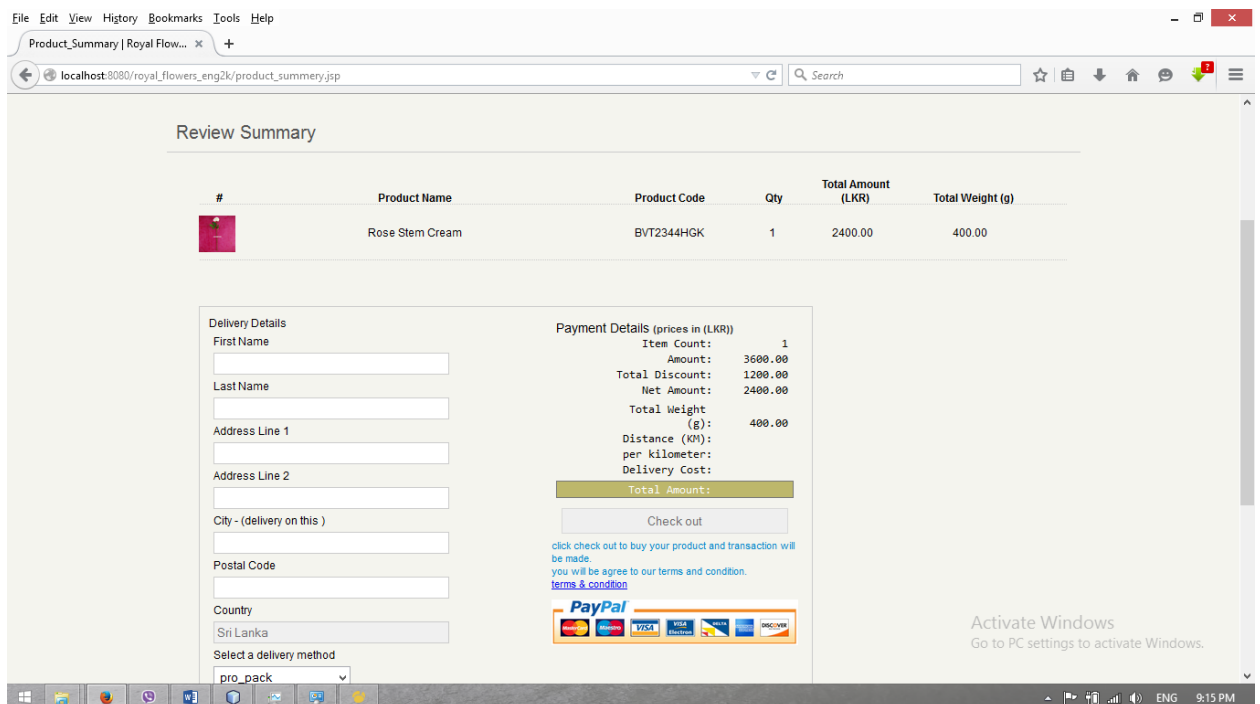 File Edit View History Bookmarks Tools Help
Product_Summary | Royal Flow...
localhost:8080/royal_flowers_eng2k/product_summery.jsp
Search
?
Review Summary
# Product Name Product Code Qty Total Amount (LKR) Total Weight (g)
Rose Stem Cream BVT2344HGK 1 2400.00 400.00
Delivery Details
First Name
Last Name
Address Line 1
Address Line 2
City - (delivery on this )
Postal Code
Country
Sri Lanka
Select a delivery method
pro_pack
Payment Details (prices in (LKR))
Item Count: 1
Amount: 3600.00
Total Discount: 1200.00
Net Amount: 2400.00
Total Weight
(g): 400.00
Distance (KM):
per kilometer:
Delivery Cost:
Total Amount:
Check out
click check out to buy your product and transaction will
be made.
you will be agree to our terms and condition.
terms & condition
PayPal
MasterCard Maestro VISA VISA Electron DELTA DISCOVER
Activate Windows
Go to PC settings to activate Windows.
ENG 9:15 PM